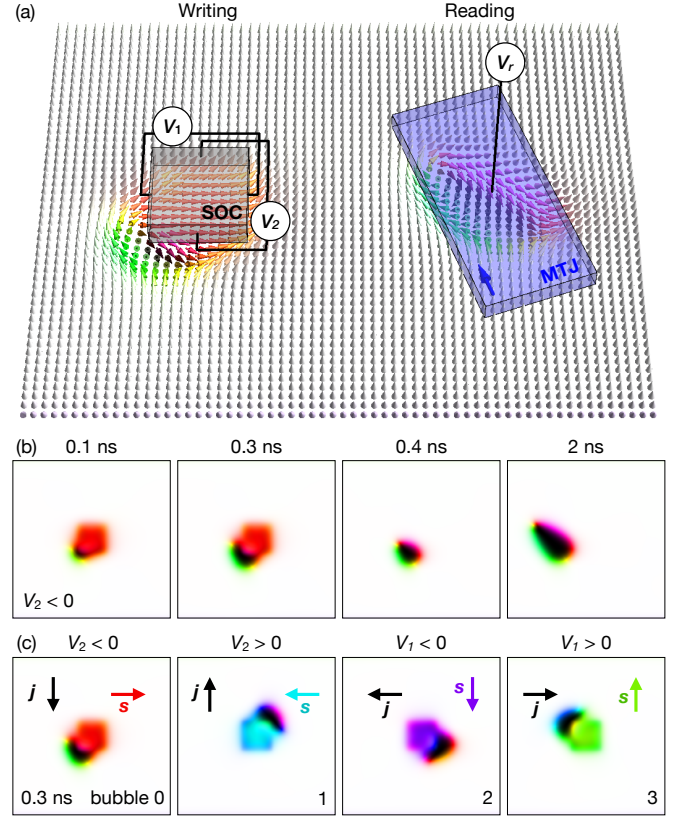 (a)
Writing
Reading
V1
V2
SOC
Vr
MTJ
(b)
0.1 ns
0.3 ns
0.4 ns
2 ns
V2 < 0
(c)
V2 < 0
V2 > 0
V1 < 0
V1 > 0
j
s
j
s
j
s
j
s
0.3 ns bubble 0
1
2
3